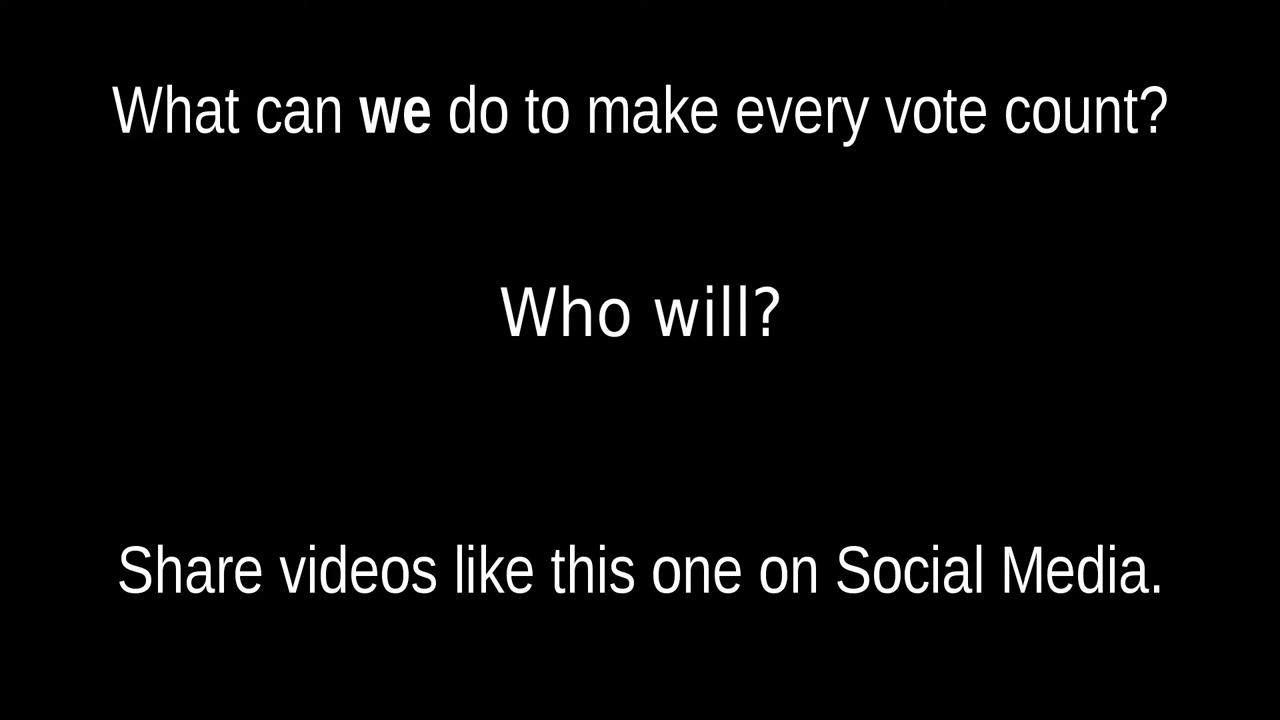 What can we do to make every vote count?
Who will?
Share videos like this one on Social Media.